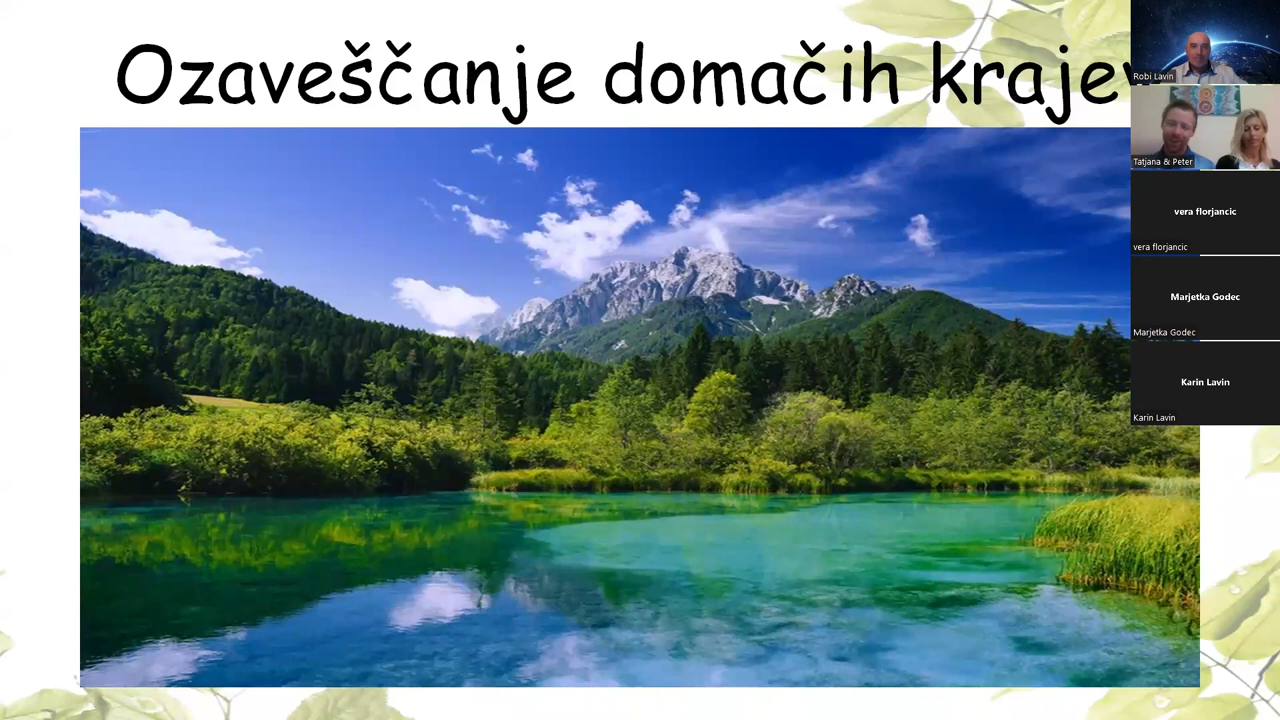 Ozaveščanje domačih krajev
Robi Lavin
Tatjana & Peter
vera florjancic
vera florjancic
Marjetka Godec
Marjetka Godec
Karin Lavin
Karin Lavin